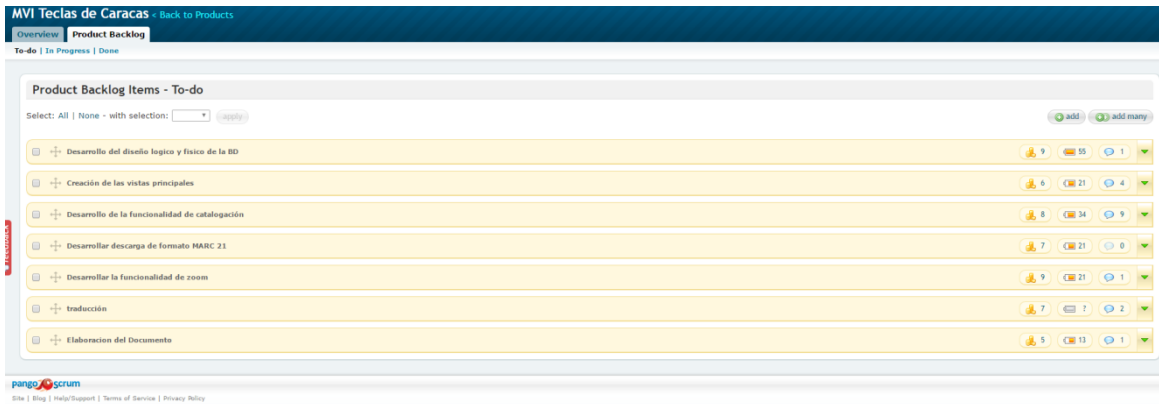 MVI Teclas de Caracas < Back to Products
Overview Product Backlog
To-do | In Progress | Done
Product Backlog Items - To-do
Select: All | None - with selection: apply add add many
Desarrollo del diseño logico y fisico de la BD 9 55 1
Creación de las vistas principales 6 21 4
Desarrollo de la funcionalidad de catalogación 8 34 9
Desarrollar descarga de formato MARC 21 7 21 0
Desarrollar la funcionalidad de zoom 9 21 1
traducción 7 ? 2
Elaboracion del Documento 5 13 1
FEEDBACK
pango scrum
Site | Blog | Help/Support | Terms of Service | Privacy Policy